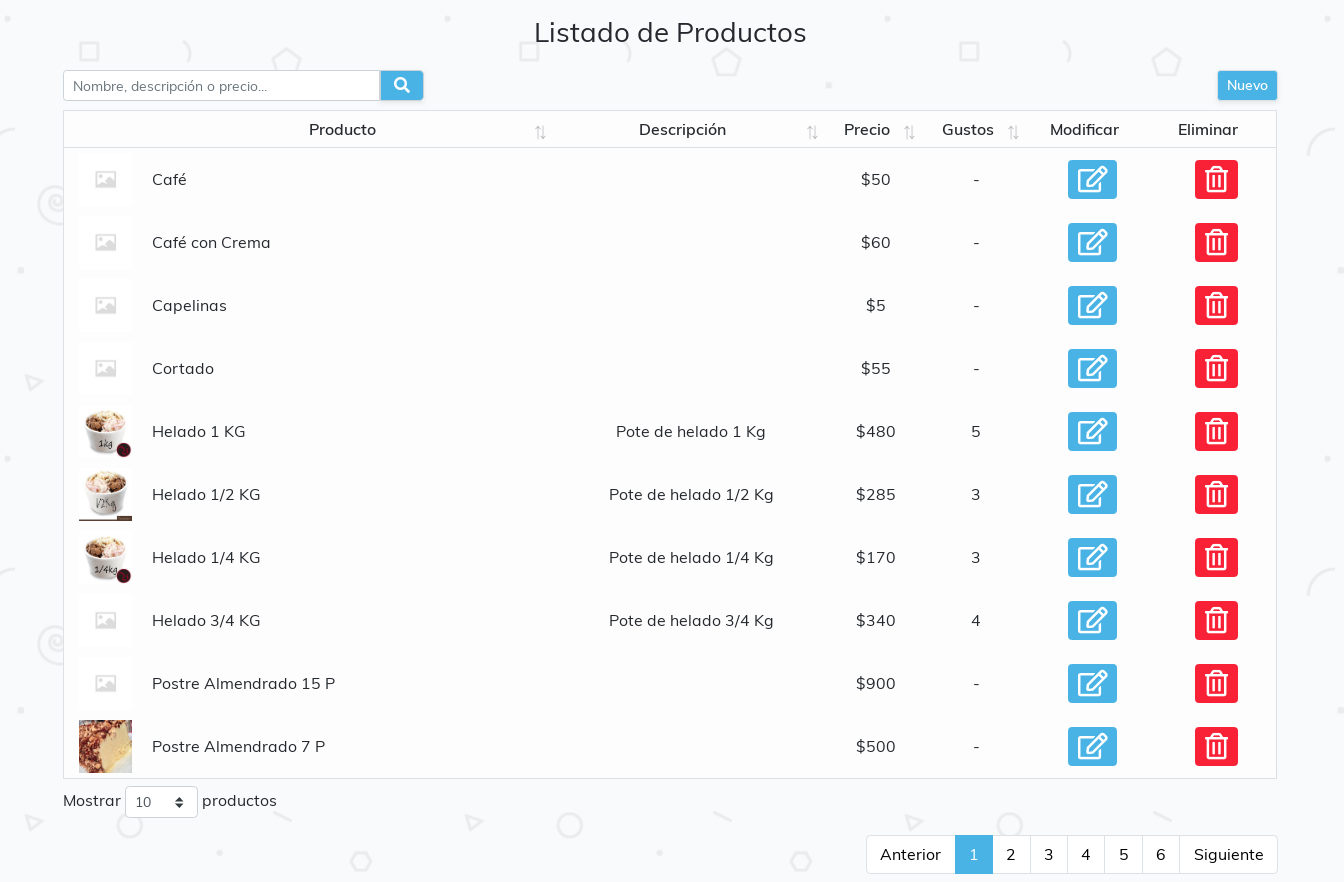 Listado de Productos
Nombre, descripción o precio...
Nuevo
Producto Descripción Precio Gustos Modificar Eliminar
Café $50 -
Café con Crema $60 -
Capelinas $5 -
Cortado $55 -
1kg
Helado 1 KG Pote de helado 1 Kg $480 5
1/2Kg
Helado 1/2 KG Pote de helado 1/2 Kg $285 3
1/4kg
Helado 1/4 KG Pote de helado 1/4 Kg $170 3
Helado 3/4 KG Pote de helado 3/4 Kg $340 4
Postre Almendrado 15 P $900 -
Postre Almendrado 7 P $500 -
Mostrar 10 productos
Anterior 1 2 3 4 5 6 Siguiente